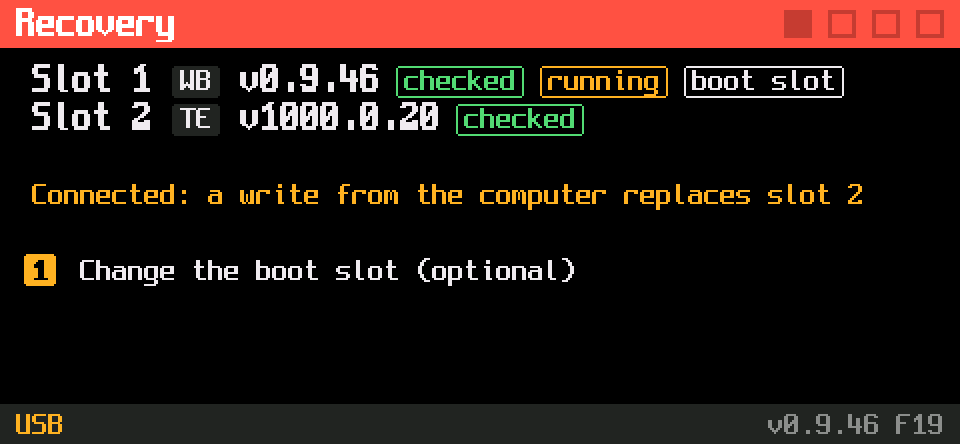 Recovery
Slot 1 WB v0.9.46 checked running boot slot
Slot 2 TE v1000.0.20 checked
Connected: a write from the computer replaces slot 2
1 Change the boot slot (optional)
USB v0.9.46 F19